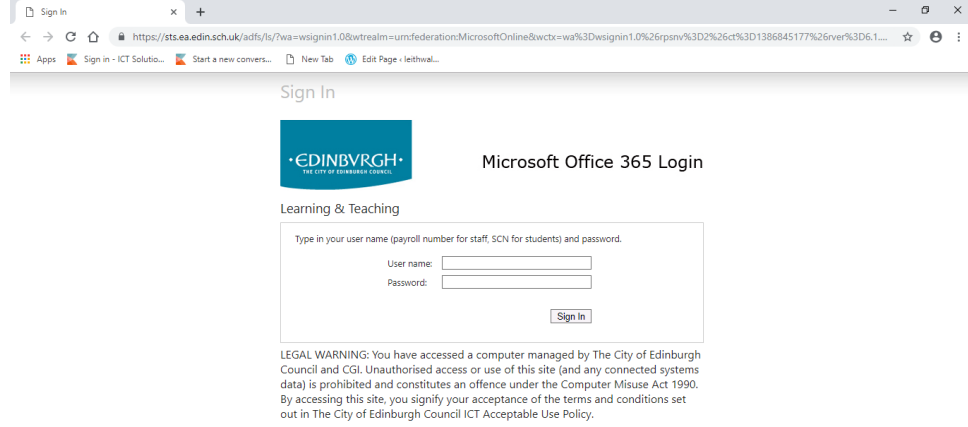 Sign In
https://sts.ea.edin.sch.uk/adfs/ls/?wa=wsignin1.0&wtrealm=urn:federation:MicrosoftOnline&wctx=wa%3Dwsignin1.0%26rpsnv%3D2%26ct%3D1386845177%26rver%3D6.1....
Apps Sign in - ICT Solutio... Start a new convers... New Tab Edit Page ‹ leithwal...
Sign In
·EDINBVRGH·
THE CITY OF EDINBURGH COUNCIL
Microsoft Office 365 Login
Learning & Teaching
Type in your user name (payroll number for staff, SCN for students) and password.
User name:
Password:
Sign In
LEGAL WARNING: You have accessed a computer managed by The City of Edinburgh
Council and CGI. Unauthorised access or use of this site (and any connected systems
data) is prohibited and constitutes an offence under the Computer Misuse Act 1990.
By accessing this site, you signify your acceptance of the terms and conditions set
out in The City of Edinburgh Council ICT Acceptable Use Policy.